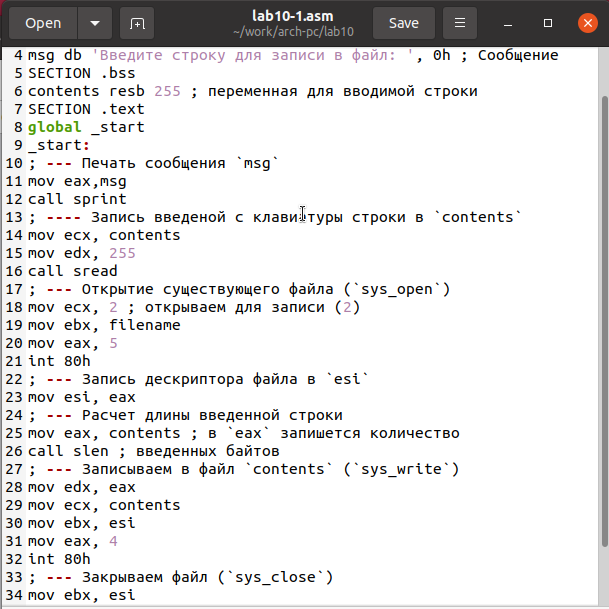 Open
lab10-1.asm
~/work/arch-pc/lab10
Save
4 msg db 'Введите строку для записи в файл: ', 0h ; Сообщение
5 SECTION .bss
6 contents resb 255 ; переменная для вводимой строки
7 SECTION .text
8 global _start
9 _start:
10 ; --- Печать сообщения `msg`
11 mov eax,msg
12 call sprint
13 ; ---- Запись введеной с клавиатуры строки в `contents`
14 mov ecx, contents
15 mov edx, 255
16 call sread
17 ; --- Открытие существующего файла (`sys_open`)
18 mov ecx, 2 ; открываем для записи (2)
19 mov ebx, filename
20 mov eax, 5
21 int 80h
22 ; --- Запись дескриптора файла в `esi`
23 mov esi, eax
24 ; --- Расчет длины введенной строки
25 mov eax, contents ; в `eax` запишется количество
26 call slen ; введенных байтов
27 ; --- Записываем в файл `contents` (`sys_write`)
28 mov edx, eax
29 mov ecx, contents
30 mov ebx, esi
31 mov eax, 4
32 int 80h
33 ; --- Закрываем файл (`sys_close`)
34 mov ebx, esi